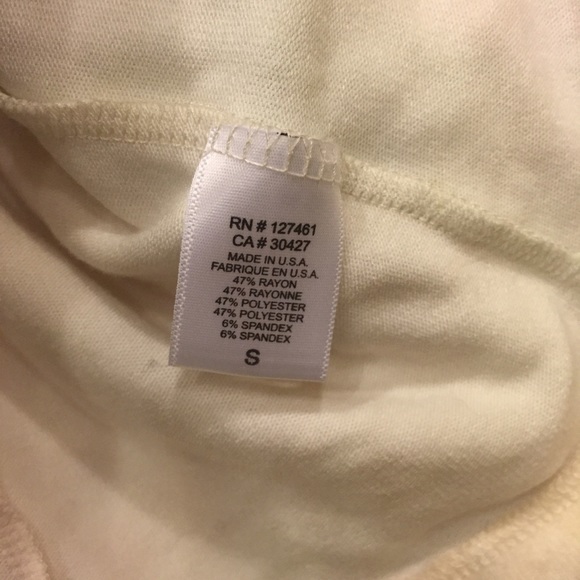 RN # 127461
CA # 30427
MADE IN U.S.A.
FABRIQUE EN U.S.A.
47% RAYON
47% RAYONNE
47% POLYESTER
47% POLYESTER
6% SPANDEX
6% SPANDEX
S